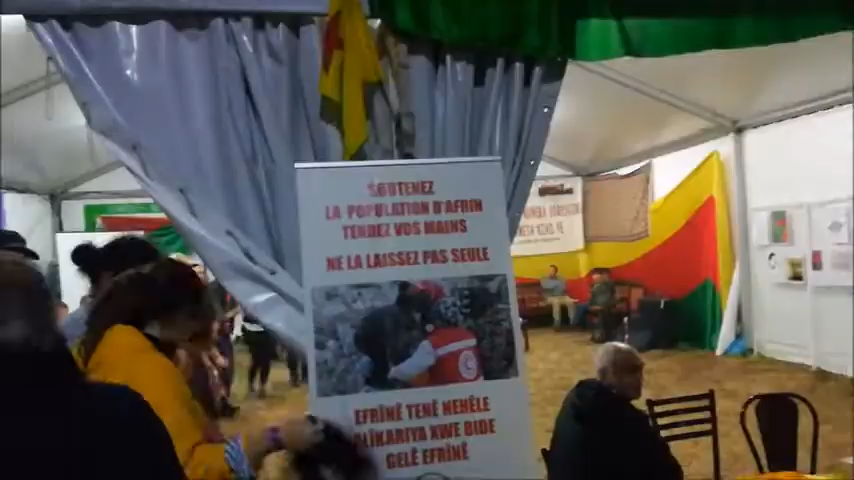 SOUTENEZ
LA POPULATION D'AFRIN
TENDEZ VOS MAINS
NE LA LAISSEZ PAS SEULE
EFRÎNÊ TENÊ NEHÊLE
ALÎKARIYA XWE BIDE
GELÊ EFRÎNÊ